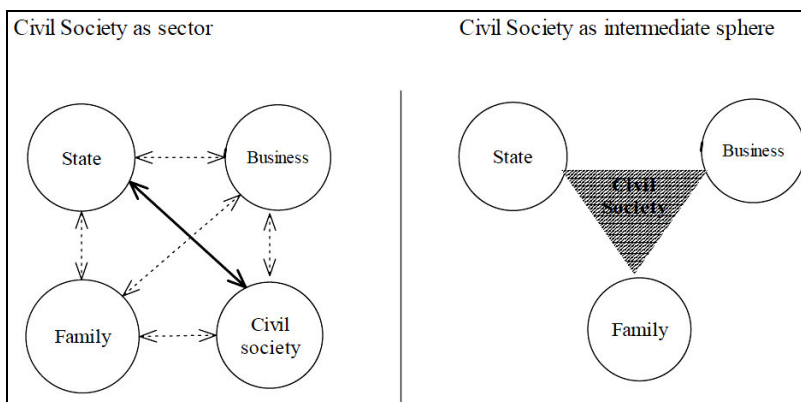 Civil Society as sector
State
Business
Family
Civil
society
Civil Society as intermediate sphere
State
Business
Civil
Society
Family